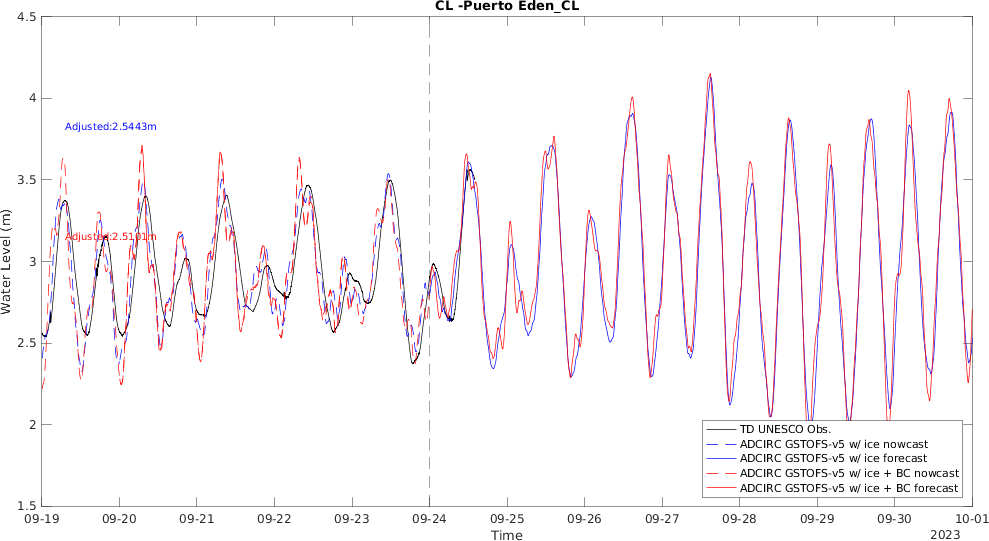 CL -Puerto Eden_CL
4.5
4
3.5
3
2.5
2
1.5
Water Level (m)
Adjusted:2.5443m
Adjusted:2.5101m
TD UNESCO Obs.
ADCIRC GSTOFS-v5 w/ ice nowcast
ADCIRC GSTOFS-v5 w/ ice forecast
ADCIRC GSTOFS-v5 w/ ice + BC nowcast
ADCIRC GSTOFS-v5 w/ ice + BC forecast
09-19 09-20 09-21 09-22 09-23 09-24 09-25 09-26 09-27 09-28 09-29 09-30 10-01
Time
2023